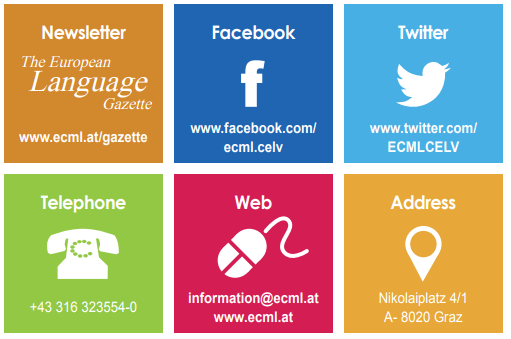 Newsletter
The European
Language
Gazette
www.ecml.at/gazette
Facebook
www.facebook.com/
ecml.celv
Twitter
www.twitter.com/
ECMLCELV
Telephone
+43 316 323554-0
Web
information@ecml.at
www.ecml.at
Address
Nikolaiplatz 4/1
A- 8020 Graz